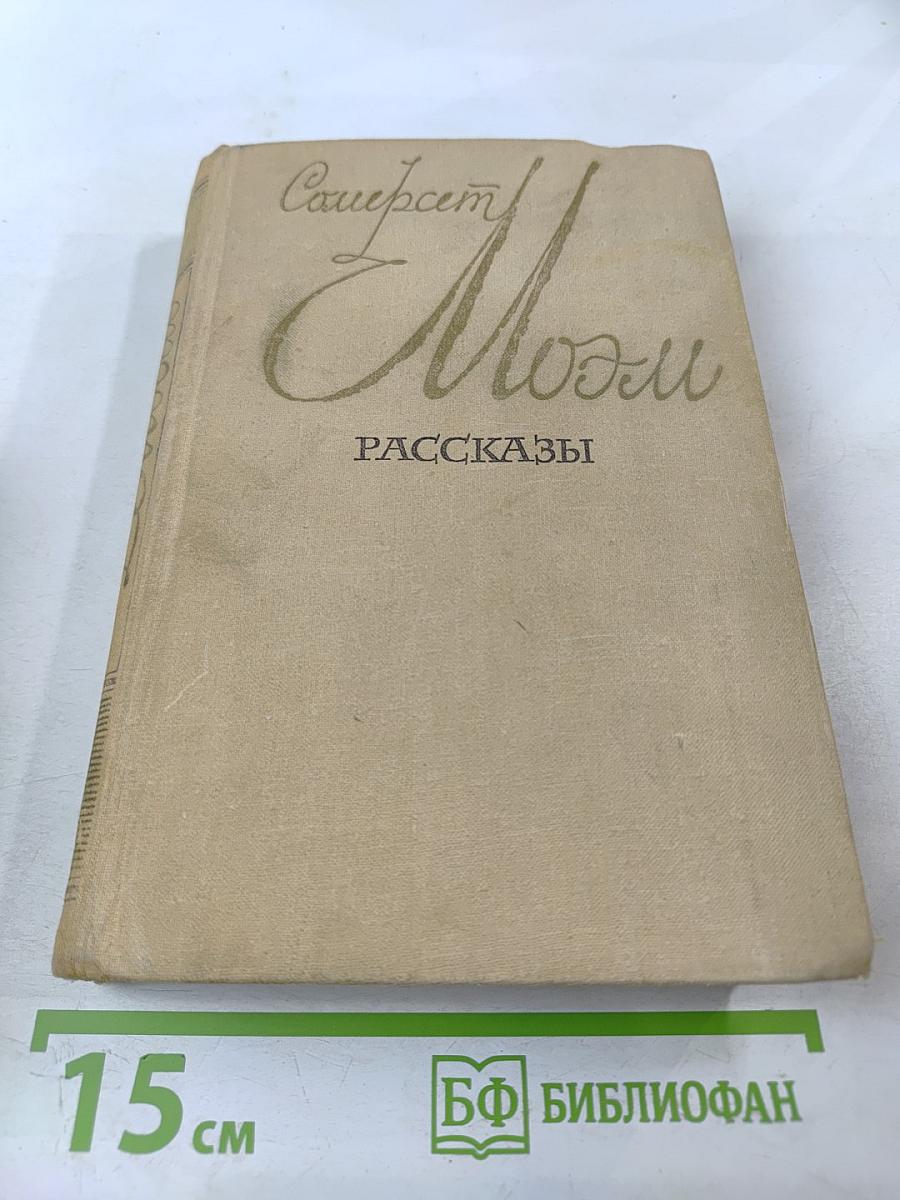 Сомерсет
Моэм
РАССКАЗЫ
15 см
БФ БИБЛИОФАН